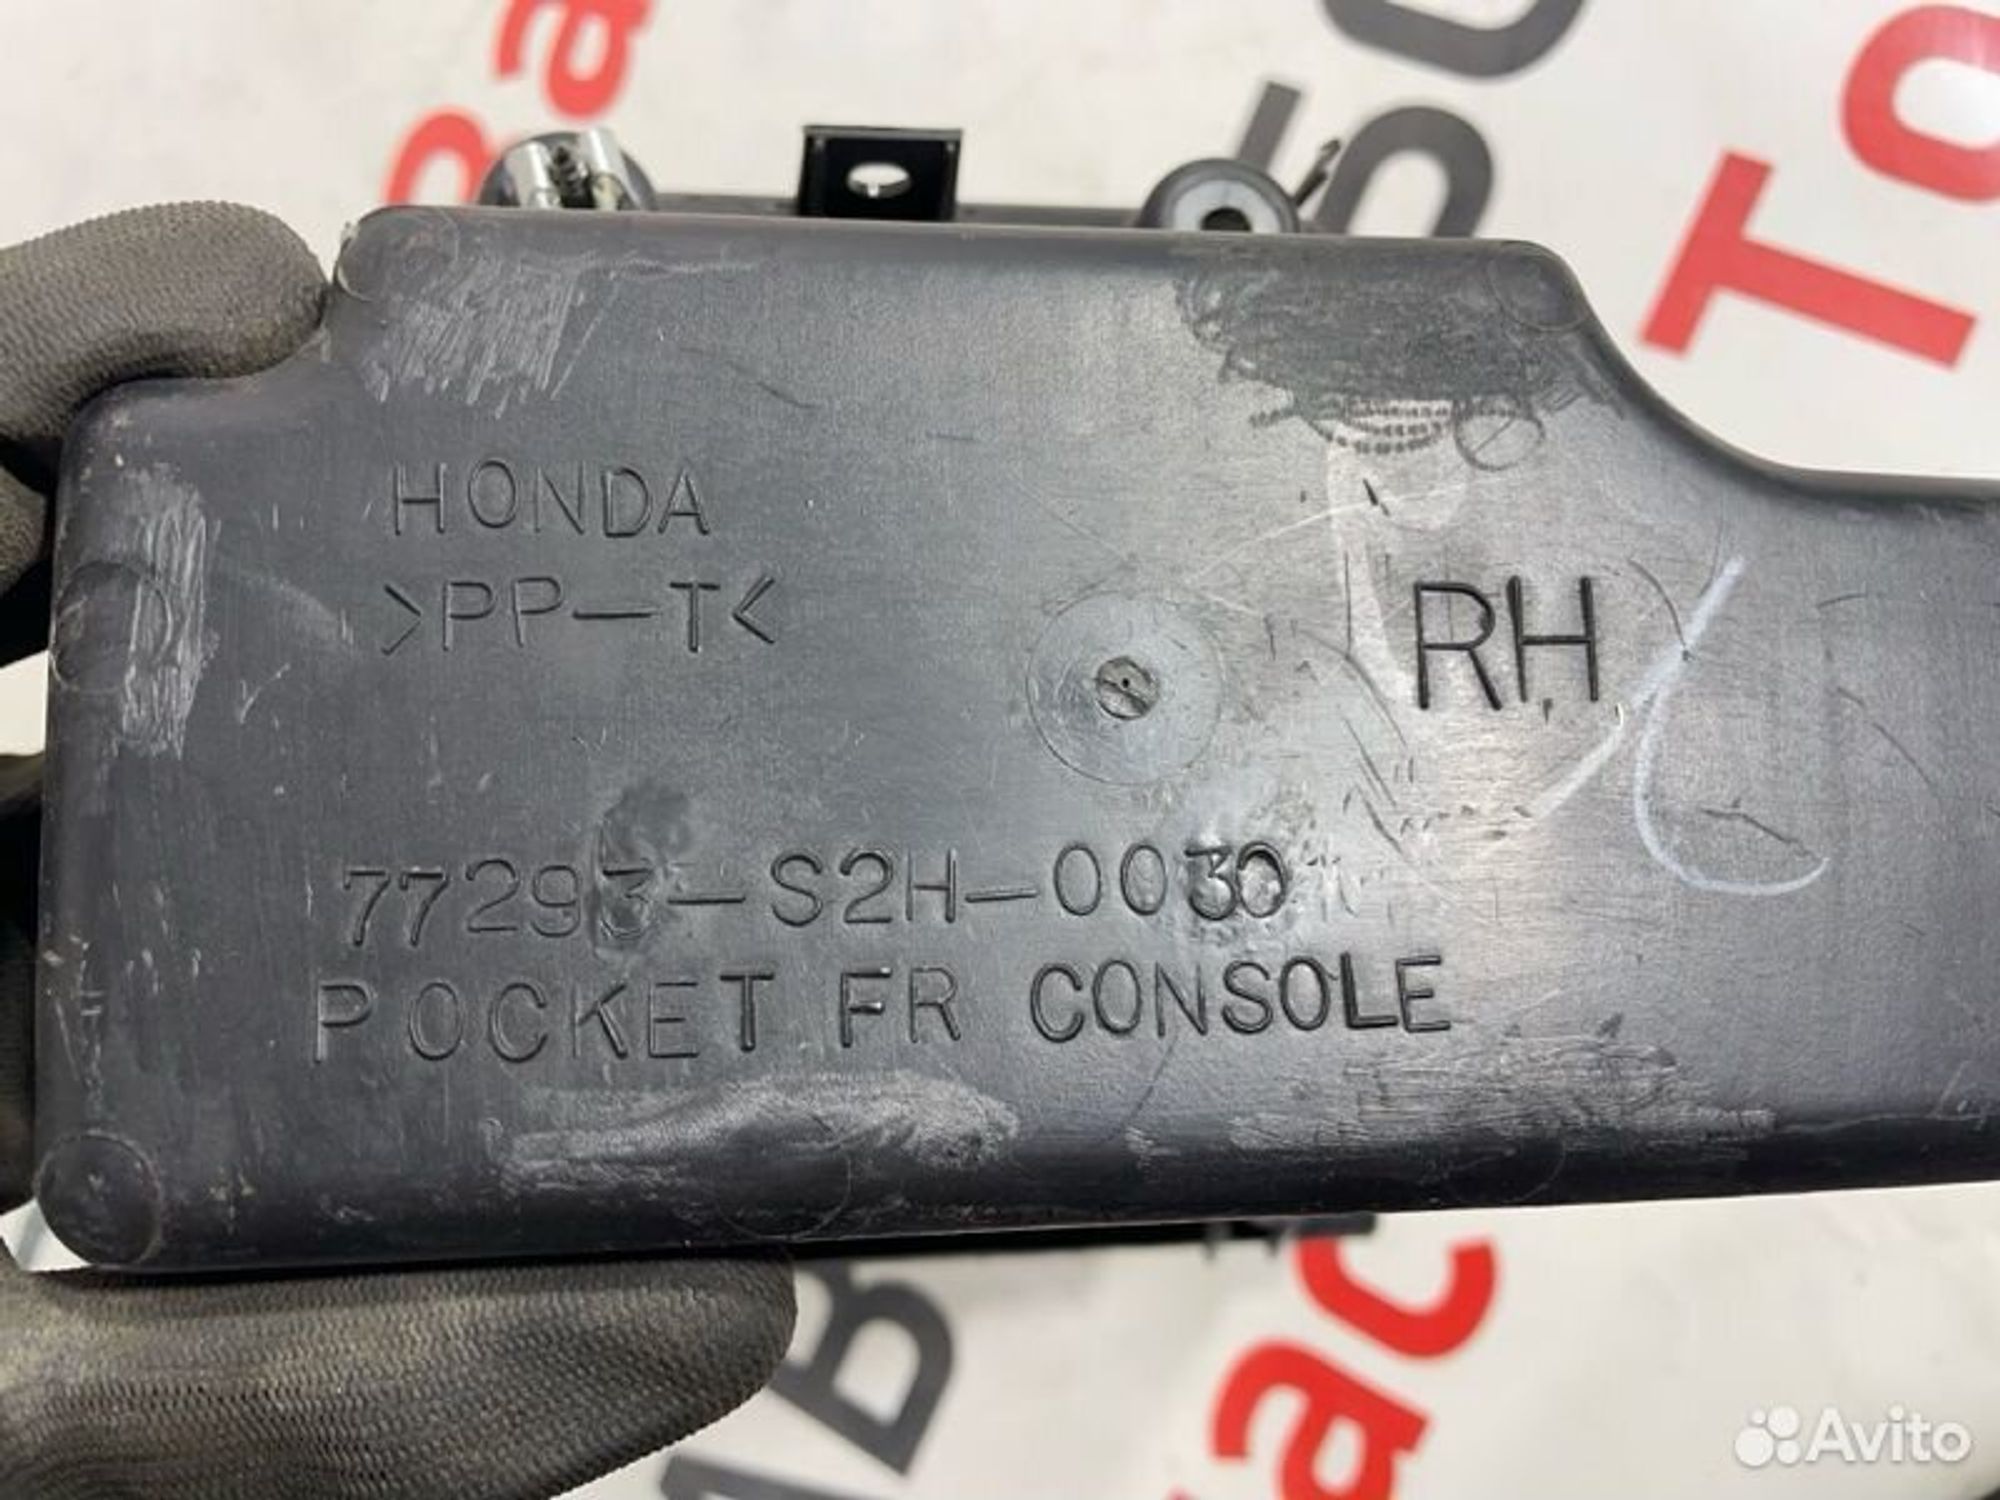 HONDA
>PP-T<
RH
77293-S2H-0030
POCKET FR CONSOLE
Avito